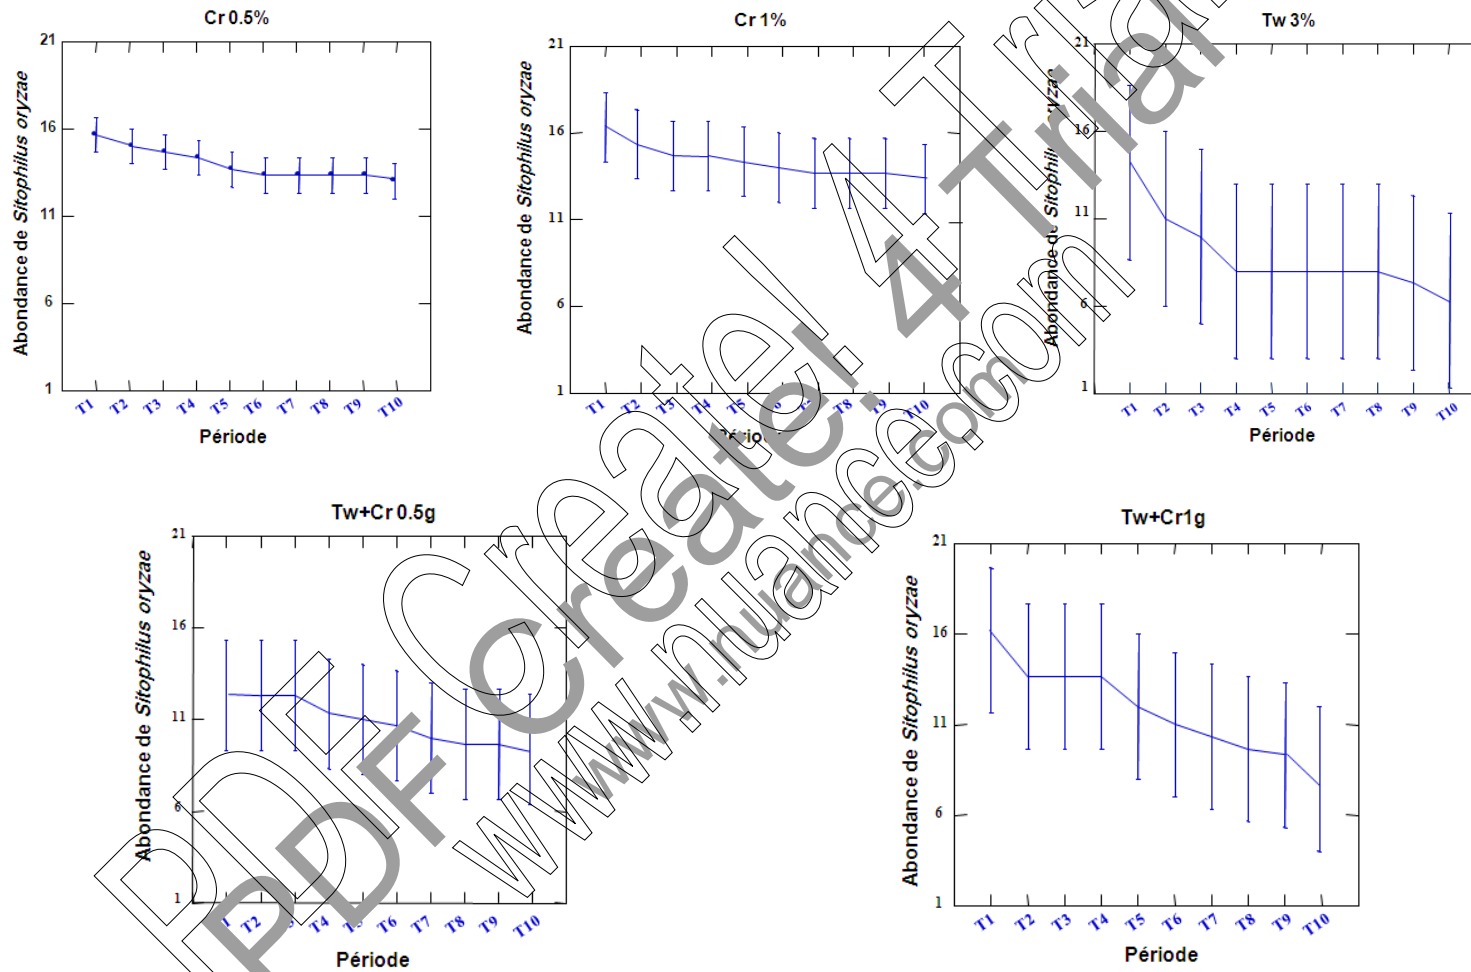 Cr 0.5%
21
16
11
6
1
Abondance de Sitophilus oryzae
T1 T2 T3 T4 T5 T6 T7 T8 T9 T10
Période
Cr 1%
21
16
11
6
1
Abondance de Sitophilus oryzae
T1 T2 T3 T4 T5 T8 T9 T10
Période
Tw 3%
21
16
11
6
1
Abondance de Sitophilus oryzae
T1 T2 T3 T4 T5 T6 T7 T8 T9 T10
Période
Tw+Cr 0.5g
21
16
11
6
1
Abondance de Sitophilus oryzae
T2 T4 T6 T7 T8 T9 T10
Période
Tw+Cr1g
21
16
11
6
1
Abondance de Sitophilus oryzae
T1 T2 T3 T4 T5 T6 T7 T8 T9 T10
Période
PDF Create! 4 Trial
www.nuance.com